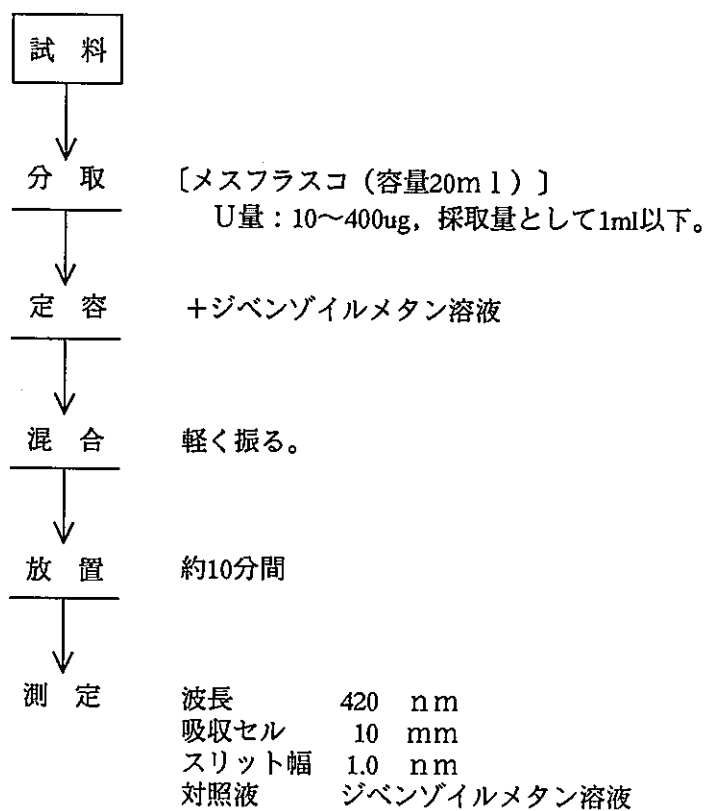 試料
分取 〔メスフラスコ（容量20ｍｌ）〕
U量：10～400ug，採取量として1ml以下。
定容 ＋ジベンゾイルメタン溶液
混合 軽く振る。
放置 約10分間
測定 波長 420 nm
吸収セル 10 mm
スリット幅 1.0 nm
対照液 ジベンゾイルメタン溶液